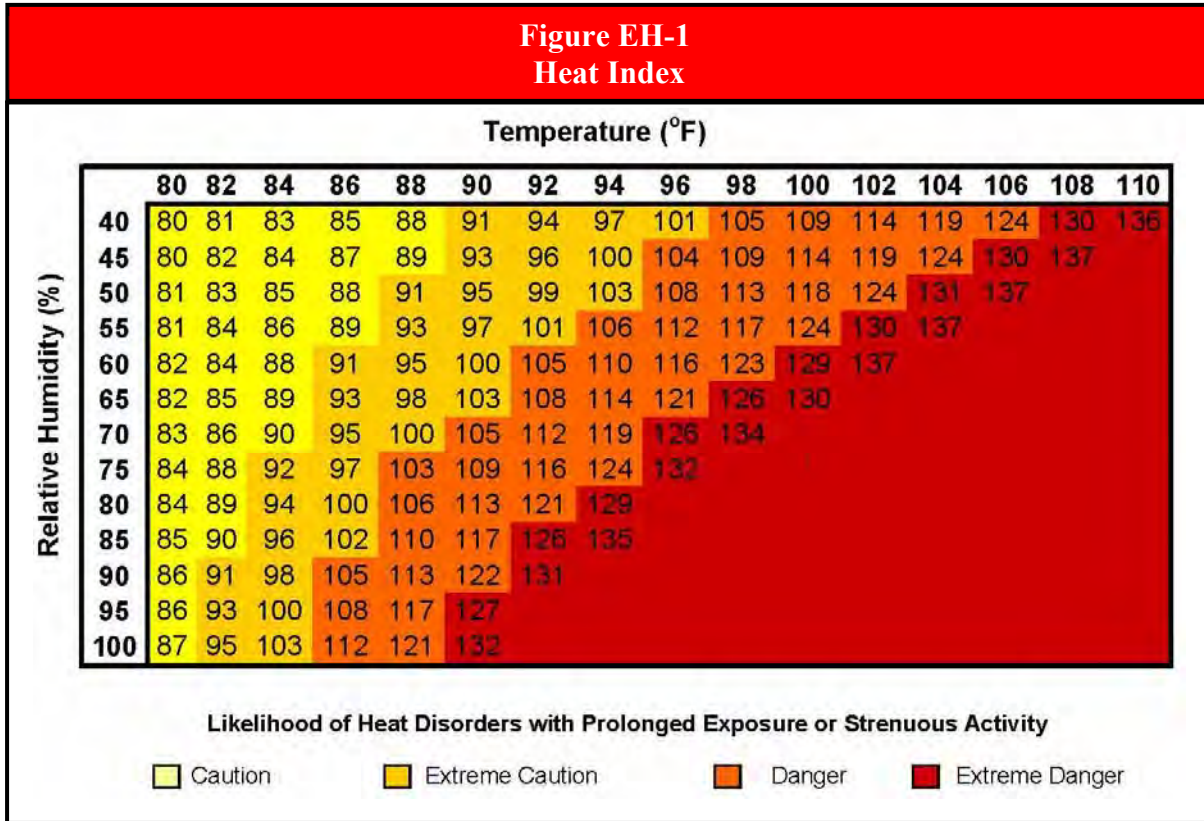 Figure EH-1
Heat Index
Temperature (°F)
80 82 84 86 88 90 92 94 96 98 100 102 104 106 108 110
Relative Humidity (%)
40 80 81 83 85 88 91 94 97 101 105 109 114 119 124 130 136
45 80 82 84 87 89 93 96 100 104 109 114 119 124 130 137
50 81 83 85 88 91 95 99 103 108 113 118 124 131 137
55 81 84 86 89 93 97 101 106 112 117 124 130 137
60 82 84 88 91 95 100 105 110 116 123 129 137
65 82 85 89 93 98 103 108 114 121 126 130
70 83 86 90 95 100 105 112 119 126 134
75 84 88 92 97 103 109 116 124 132
80 84 89 94 100 106 113 121 129
85 85 90 96 102 110 117 126 135
90 86 91 98 105 113 122 131
95 86 93 100 108 117 127
100 87 95 103 112 121 132
Likelihood of Heat Disorders with Prolonged Exposure or Strenuous Activity
Caution Extreme Caution Danger Extreme Danger